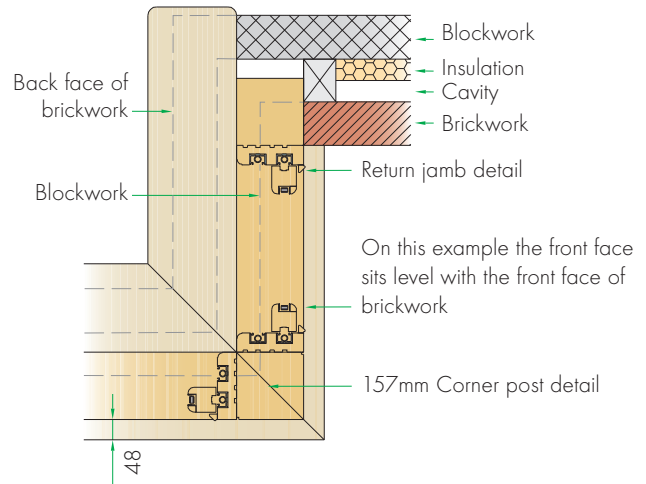 Blockwork
Insulation
Cavity
Brickwork
Back face of
brickwork
Return jamb detail
Blockwork
On this example the front face
sits level with the front face of
brickwork
157mm Corner post detail
48